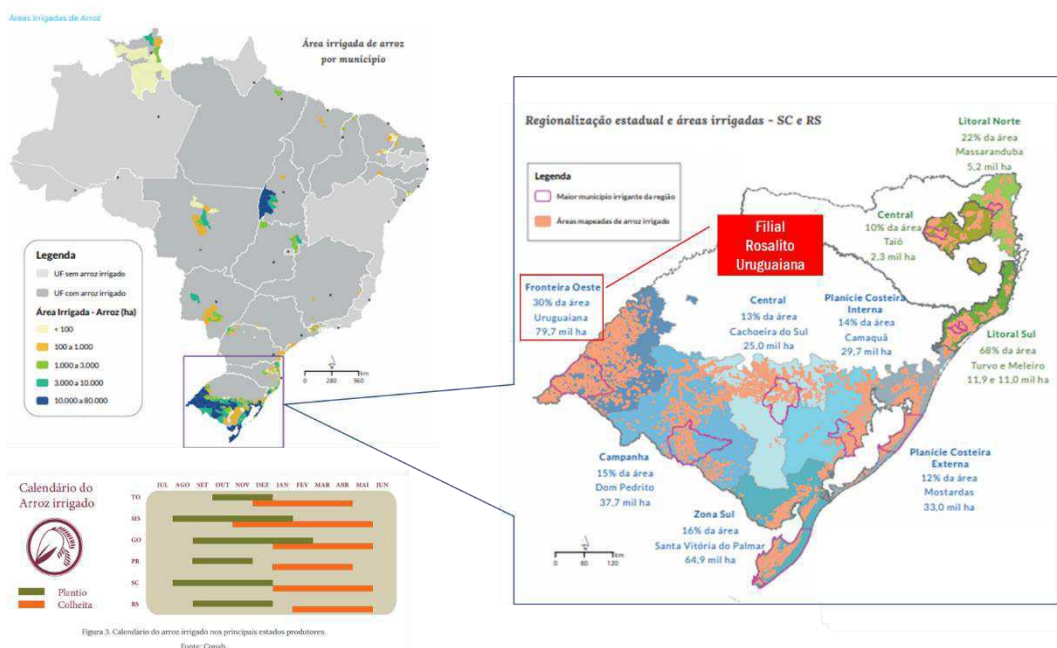 Áreas Irrigadas de Arroz
Área irrigada de arroz
por município
Legenda
UF sem arroz irrigado
UF com arroz irrigado
Área Irrigada - Arroz (ha)
< 100
100 a 1.000
1.000 a 3.000
3.000 a 10.000
10.000 a 80.000
0 280 560
km
Regionalização estadual e áreas irrigadas - SC e RS
Legenda
Maior município irrigante da região
Áreas mapeadas de arroz irrigado
Filial
Rosalito
Uruguaiana
Litoral Norte
22% da área
Massaranduba
5,2 mil ha
Central
10% da área
Taió
2,3 mil ha
Fronteira Oeste
30% da área
Uruguaiana
79,7 mil ha
Central
13% da área
Cachoeira do Sul
25,0 mil ha
Planície Costeira
Interna
14% da área
Camaquã
29,7 mil ha
Litoral Sul
68% da área
Turvo e Meleiro
11,9 e 11,0 mil ha
Campanha
15% da área
Dom Pedrito
37,7 mil ha
Zona Sul
16% da área
Santa Vitória do Palmar
64,9 mil ha
Planície Costeira
Externa
12% da área
Mostardas
33,0 mil ha
0 60 120
km
Calendário do
Arroz irrigado
Plantio
Colheita
JUL AGO SET OUT NOV DEZ JAN FEV MAR ABR MAI JUN
TO
MS
GO
PR
SC
RS
Figura 3. Calendário do arroz irrigado nos principais estados produtores.
Fonte: Conab.